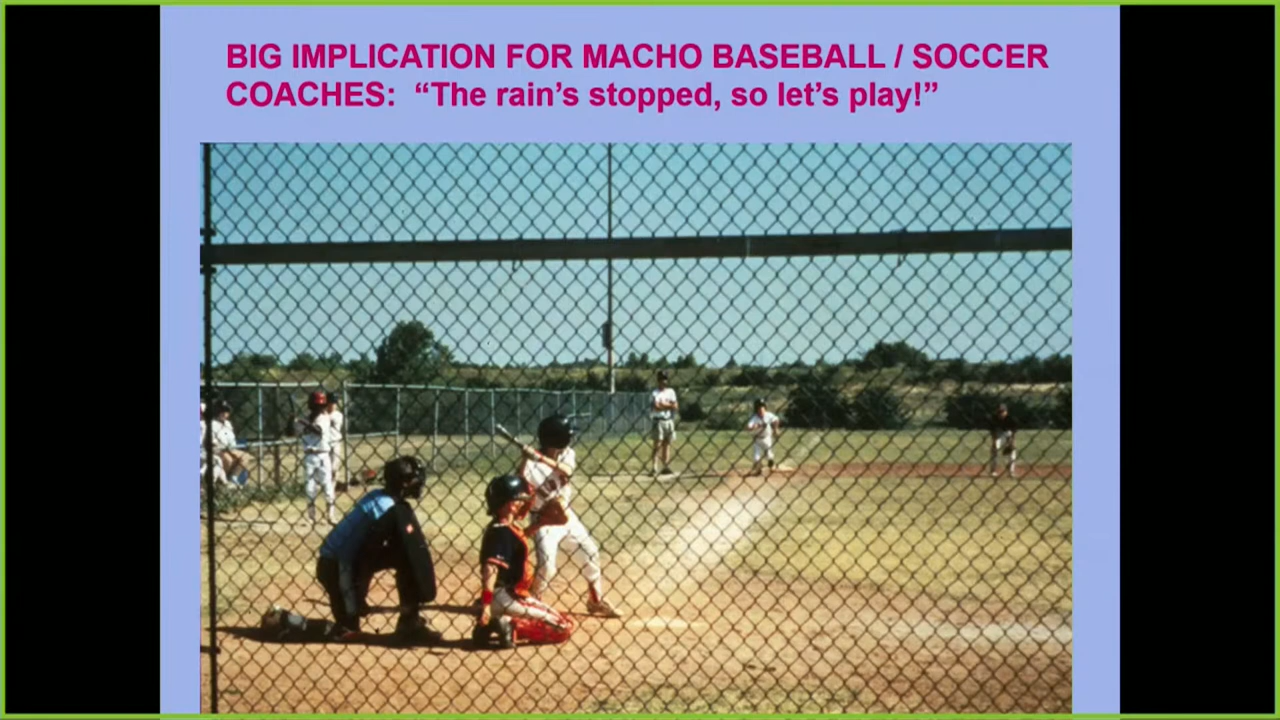 BIG IMPLICATION FOR MACHO BASEBALL / SOCCER
COACHES: “The rain’s stopped, so let’s play!”